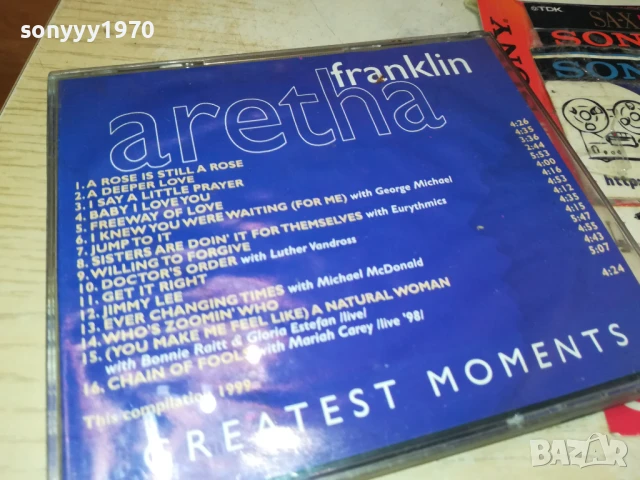 sonyyy1970
franklin
aretha
1. A ROSE IS STILL A ROSE 4:26
2. A DEEPER LOVE 4:35
3. I SAY A LITTLE PRAYER 3:36
4. BABY I LOVE YOU 2:44
5. FREEWAY OF LOVE 5:53
6. I KNEW YOU WERE WAITING (FOR ME) with George Michael 4:00
7. JUMP TO IT 4:16
8. SISTERS ARE DOIN' IT FOR THEMSELVES with Eurythmics 4:53
9. WILLING TO FORGIVE 4:12
10. DOCTOR'S ORDER with Luther Vandross 4:35
11. GET IT RIGHT 4:15
12. JIMMY LEE 5:47
13. EVER CHANGING TIMES with Michael McDonald 4:55
14. WHO'S ZOOMIN' WHO 4:43
15. (YOU MAKE ME FEEL LIKE) A NATURAL WOMAN 5:07
with Bonnie Raitt & Gloria Estefan [live]
16. CHAIN OF FOOLS with Mariah Carey [live '98] 4:24
This compilation 1999
GREATEST MOMENTS
TDK
SA-X
SONY
SON
SON
http
BAZAR